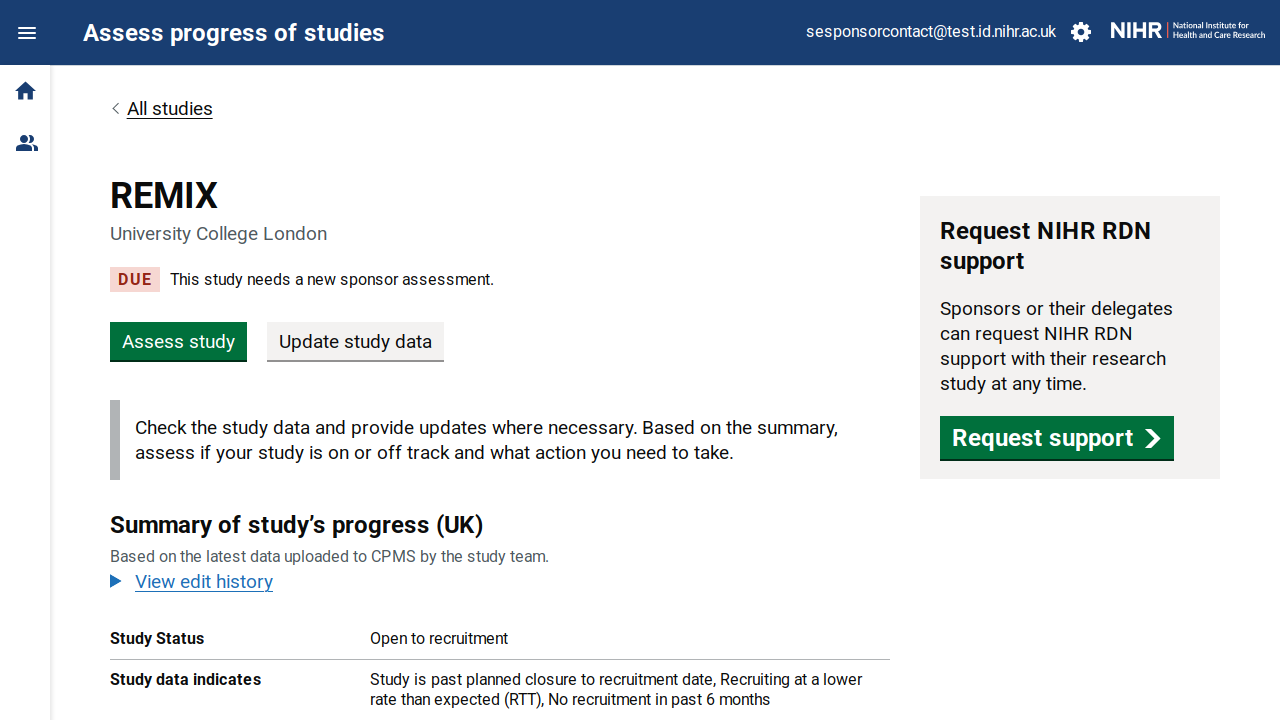 Assess progress of studies
sesponsorcontact@test.id.nihr.ac.uk
NIHR
National Institute for
Health and Care Research
All studies
REMIX
University College London
DUE
This study needs a new sponsor assessment.
Assess study
Update study data
Check the study data and provide updates where necessary. Based on the summary,
assess if your study is on or off track and what action you need to take.
Summary of study’s progress (UK)
Based on the latest data uploaded to CPMS by the study team.
View edit history
Study Status
Open to recruitment
Study data indicates
Study is past planned closure to recruitment date, Recruiting at a lower
rate than expected (RTT), No recruitment in past 6 months
Request NIHR RDN
support
Sponsors or their delegates
can request NIHR RDN
support with their research
study at any time.
Request support